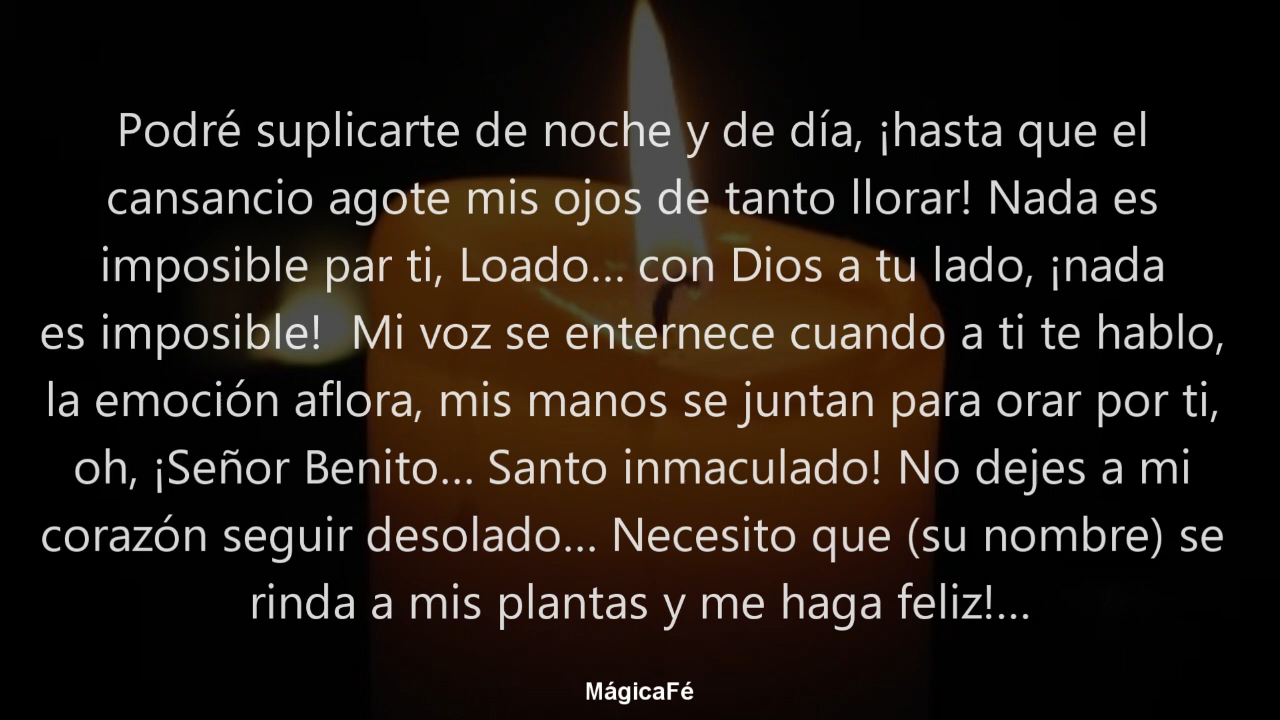 Podré suplicarte de noche y de día, ¡hasta que el
cansancio agote mis ojos de tanto llorar! Nada es
imposible par ti, Loado... con Dios a tu lado, ¡nada
es imposible!  Mi voz se enternece cuando a ti te hablo,
la emoción aflora, mis manos se juntan para orar por ti,
oh, ¡Señor Benito... Santo inmaculado! No dejes a mi
corazón seguir desolado... Necesito que (su nombre) se
rinda a mis plantas y me haga feliz!...
MágicaFé